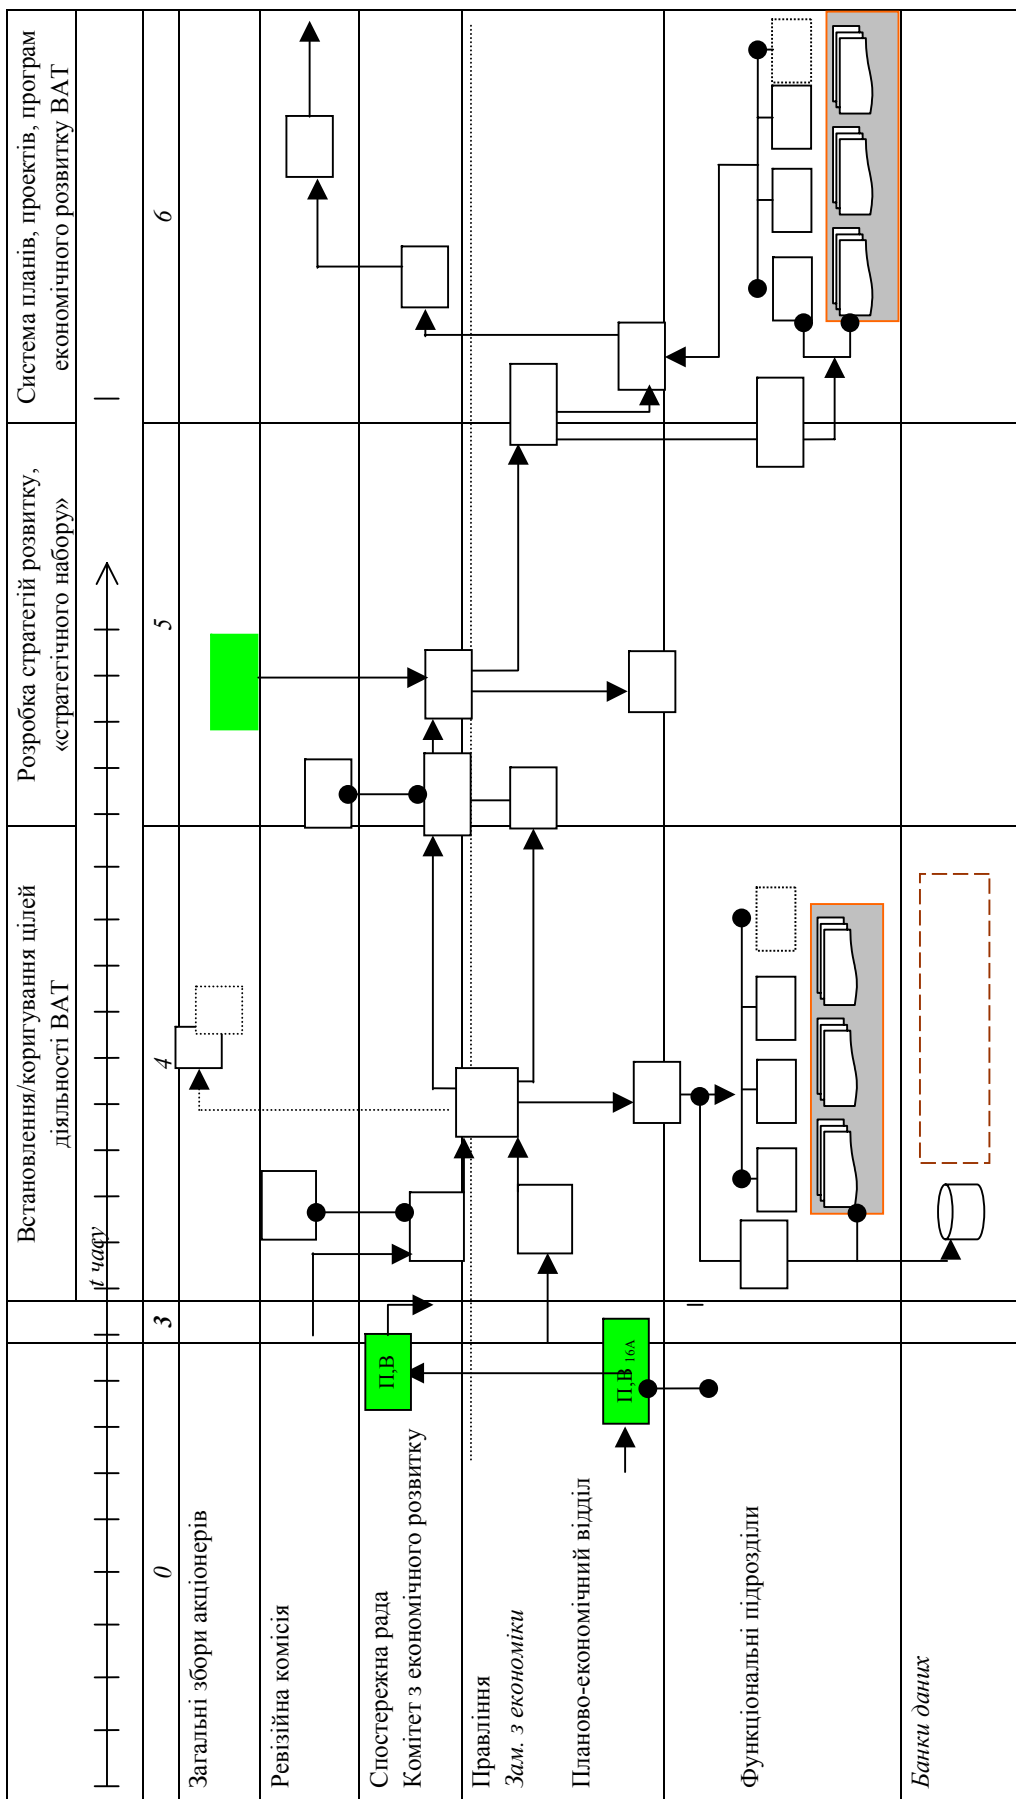 Встановлення/коригування цілей
діяльності ВАТ
Розробка стратегій розвитку,
«стратегічного набору»
Система планів, проектів, програм
економічного розвитку ВАТ
t часу
0
3
4
5
6
Загальні збори акціонерів
Ревізійна комісія
Спостережна рада
Комітет з економічного розвитку
П,В
Правління
Зам. з економіки
Планово-економічний відділ
П,В 16А
Функціональні підрозділи
Банки даних